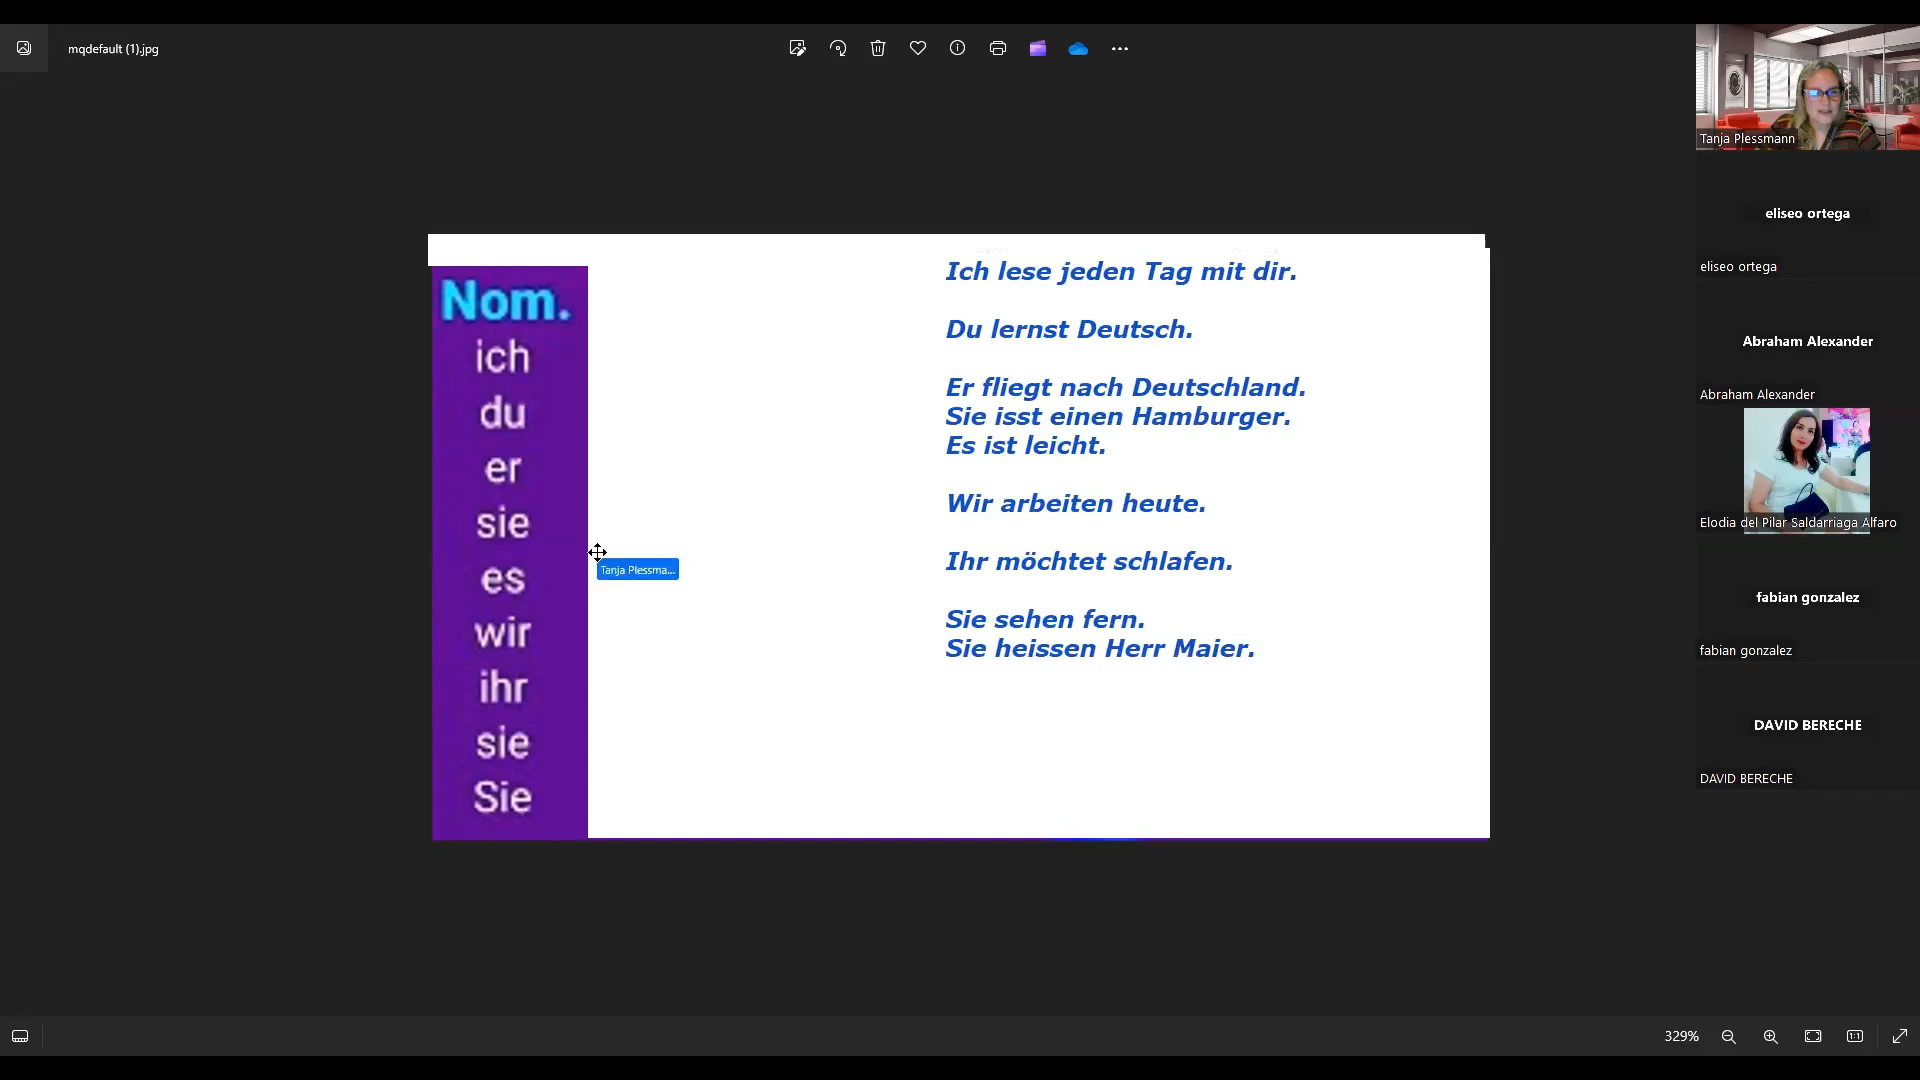 mqdefault (1).jpg
Tanja Plessmann
eliseo ortega
eliseo ortega
Abraham Alexander
Abraham Alexander
Elodia del Pilar Saldarriaga Alfaro
fabian gonzalez
fabian gonzalez
DAVID BERECHE
DAVID BERECHE
Nom.
ich
du
er
sie
es
wir
ihr
sie
Sie
Tanja Plessma...
Ich lese jeden Tag mit dir.
Du lernst Deutsch.
Er fliegt nach Deutschland.
Sie isst einen Hamburger.
Es ist leicht.
Wir arbeiten heute.
Ihr möchtet schlafen.
Sie sehen fern.
Sie heissen Herr Maier.
329%
1:1